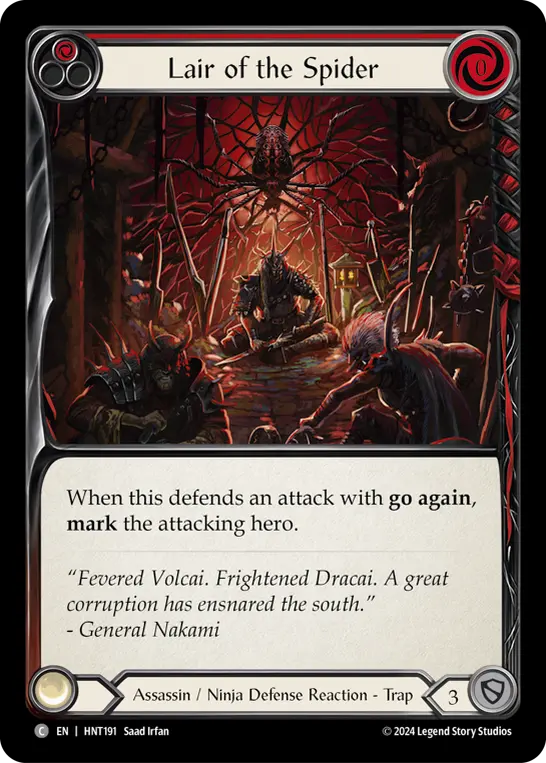 Lair of the Spider
0
When this defends an attack with go again,
mark the attacking hero.
“Fevered Volcai. Frightened Dracai. A great
corruption has ensnared the south.”
- General Nakami
Assassin / Ninja Defense Reaction - Trap
3
C EN | HNT191 Saad Irfan
© 2024 Legend Story Studios